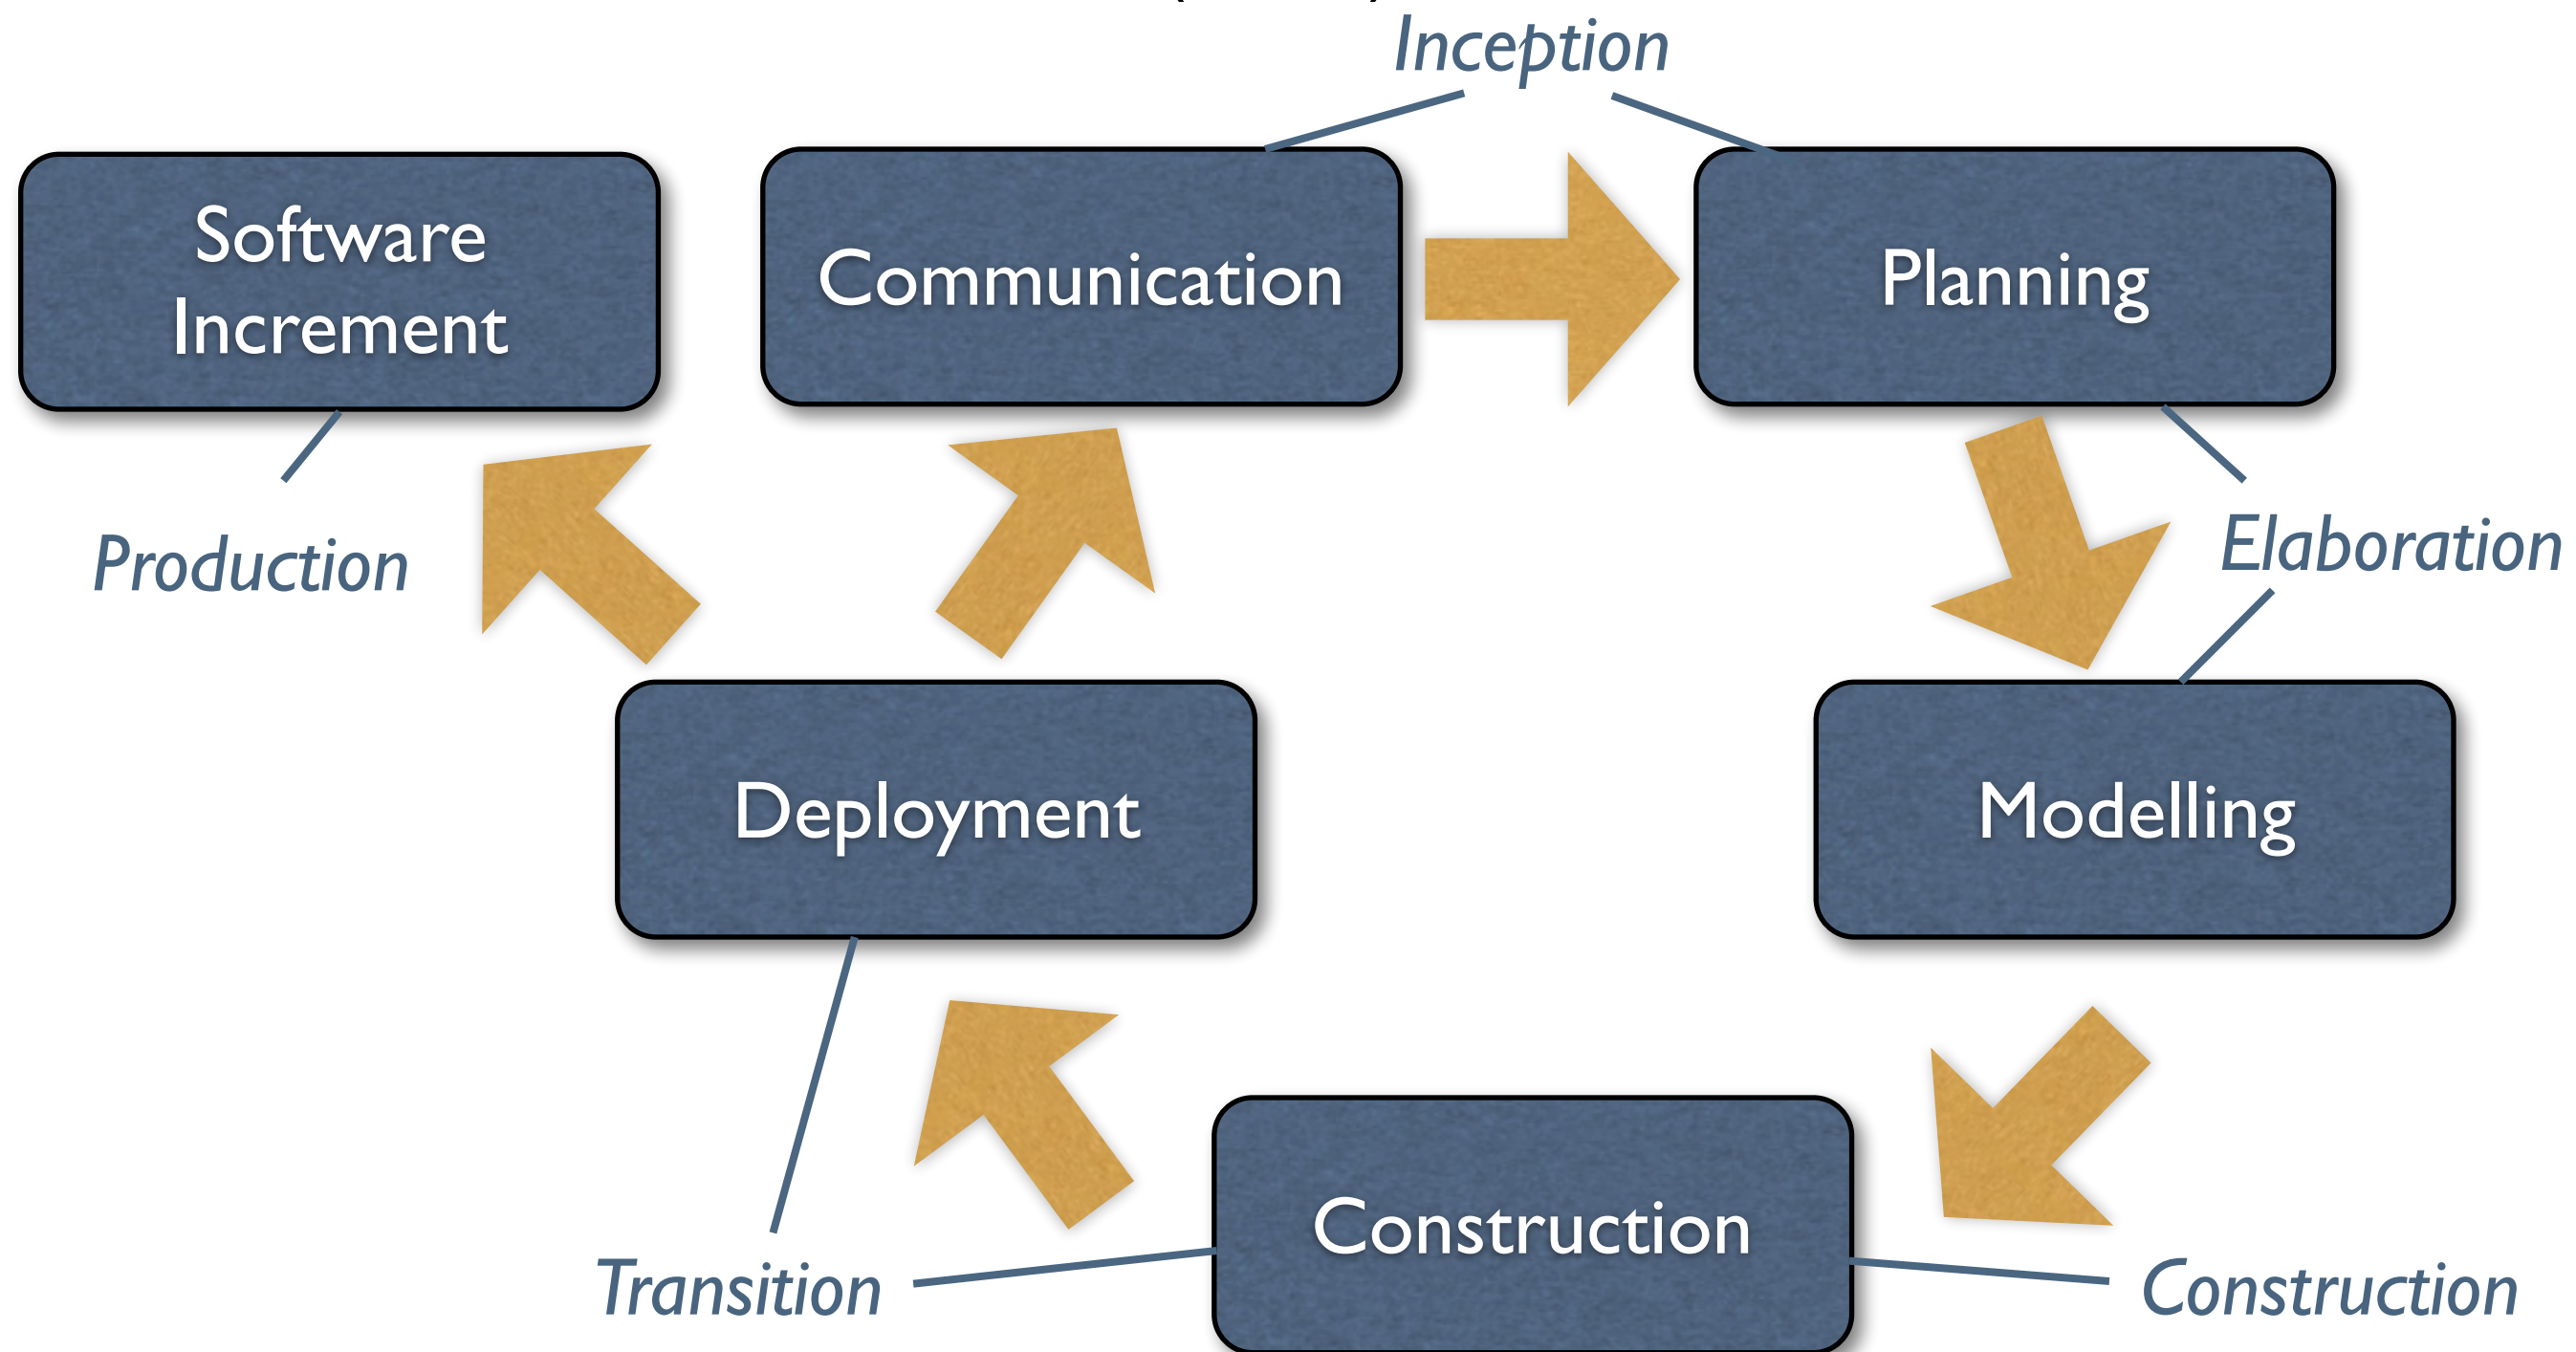 Inception
Software
Increment
Communication
Planning
Production
Elaboration
Deployment
Modelling
Construction
Transition
Construction